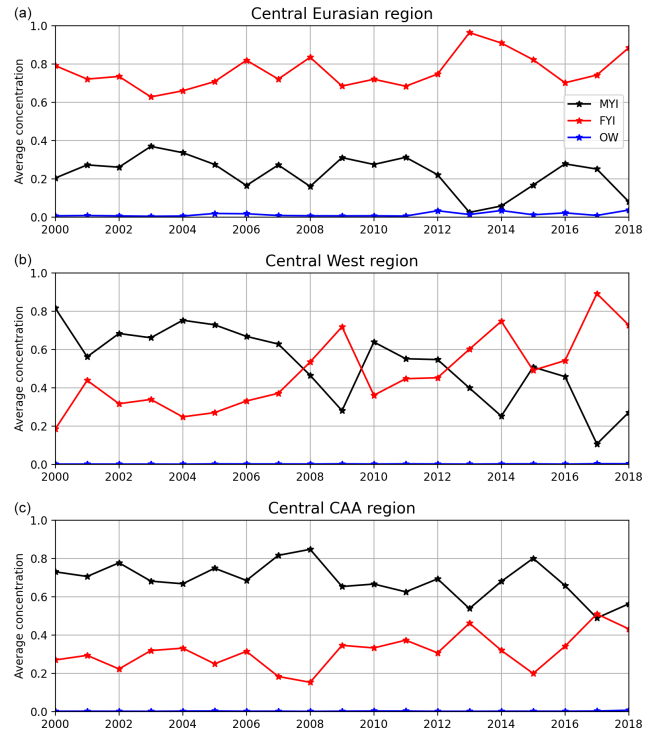 (a)
Central Eurasian region
1.0
0.8
0.6
0.4
0.2
0.0
Average concentration
MYI
FYI
OW
2000 2002 2004 2006 2008 2010 2012 2014 2016 2018
(b)
Central West region
1.0
0.8
0.6
0.4
0.2
0.0
Average concentration
2000 2002 2004 2006 2008 2010 2012 2014 2016 2018
(c)
Central CAA region
1.0
0.8
0.6
0.4
0.2
0.0
Average concentration
2000 2002 2004 2006 2008 2010 2012 2014 2016 2018